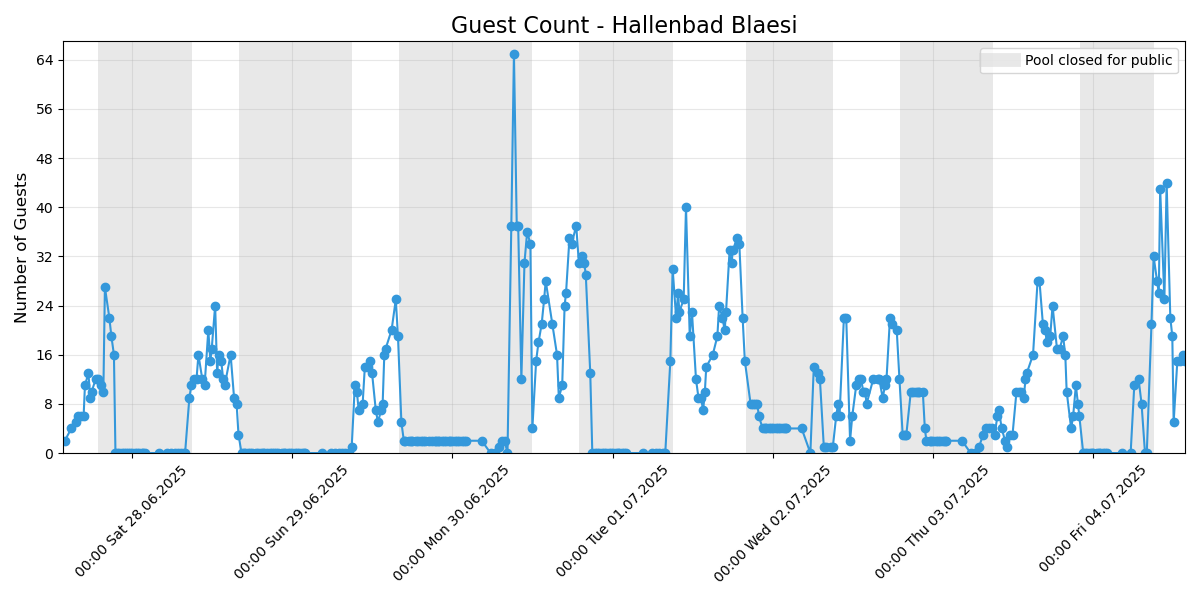 Guest Count - Hallenbad Blaesi
Pool closed for public
Number of Guests
64
56
48
40
32
24
16
8
0
00:00 Sat 28.06.2025
00:00 Sun 29.06.2025
00:00 Mon 30.06.2025
00:00 Tue 01.07.2025
00:00 Wed 02.07.2025
00:00 Thu 03.07.2025
00:00 Fri 04.07.2025